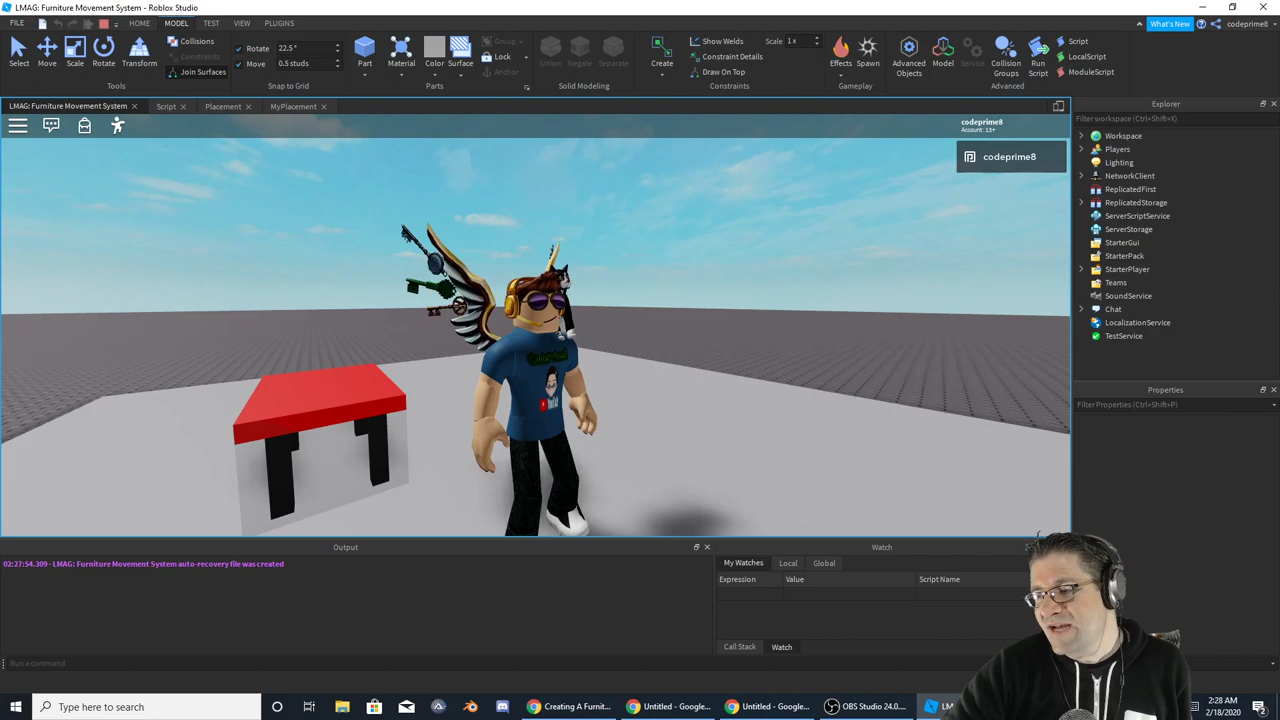 LMAG: Furniture Movement System - Roblox Studio
FILE
HOME
MODEL
TEST
VIEW
PLUGINS
What's New
codeprime8
Select
Move
Scale
Rotate
Transform
Collisions
Constraints
Join Surfaces
Tools
Rotate
22.5 °
Move
0.5 studs
Snap to Grid
Part
Material
Color
Surface
Group
Lock
Anchor
Parts
Union
Negate
Separate
Solid Modeling
Create
Show Welds
Scale 1 x
Constraint Details
Draw On Top
Constraints
Effects
Spawn
Gameplay
Advanced
Objects
Model
Service
Collision
Groups
Run
Script
Script
LocalScript
ModuleScript
Advanced
LMAG: Furniture Movement System
Script
Placement
MyPlacement
codeprime8
Account: 13+
codeprime8
Explorer
Filter workspace (Ctrl+Shift+X)
Workspace
Players
Lighting
NetworkClient
ReplicatedFirst
ReplicatedStorage
ServerScriptService
ServerStorage
StarterGui
StarterPack
StarterPlayer
Teams
SoundService
Chat
LocalizationService
TestService
Properties
Filter Properties (Ctrl+Shift+P)
Output
02:27:54.309 - LMAG: Furniture Movement System auto-recovery file was created
Watch
My Watches
Local
Global
Expression
Value
Script Name
Call Stack
Watch
Run a command
Type here to search
Creating A Furnit...
Untitled - Google...
Untitled - Google...
OBS Studio 24.0....
2:28 AM
2/18/2020